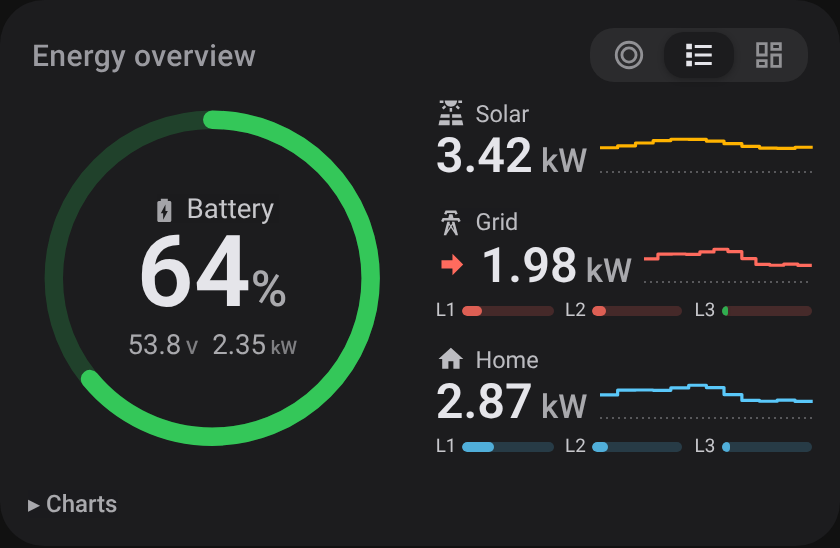 Energy overview
Battery
64%
53.8 V 2.35 kW
Solar
3.42 kW
Grid
1.98 kW
L1 L2 L3
Home
2.87 kW
L1 L2 L3
▸ Charts